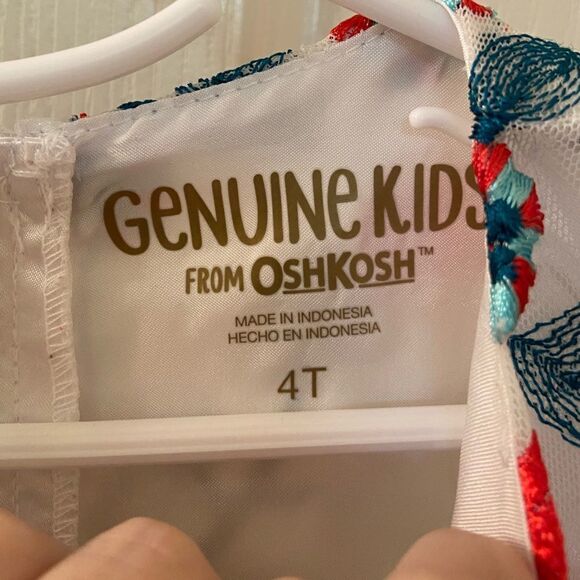 GENUINE KIDS
FROM OSHKOSH™
MADE IN INDONESIA
HECHO EN INDONESIA
4T